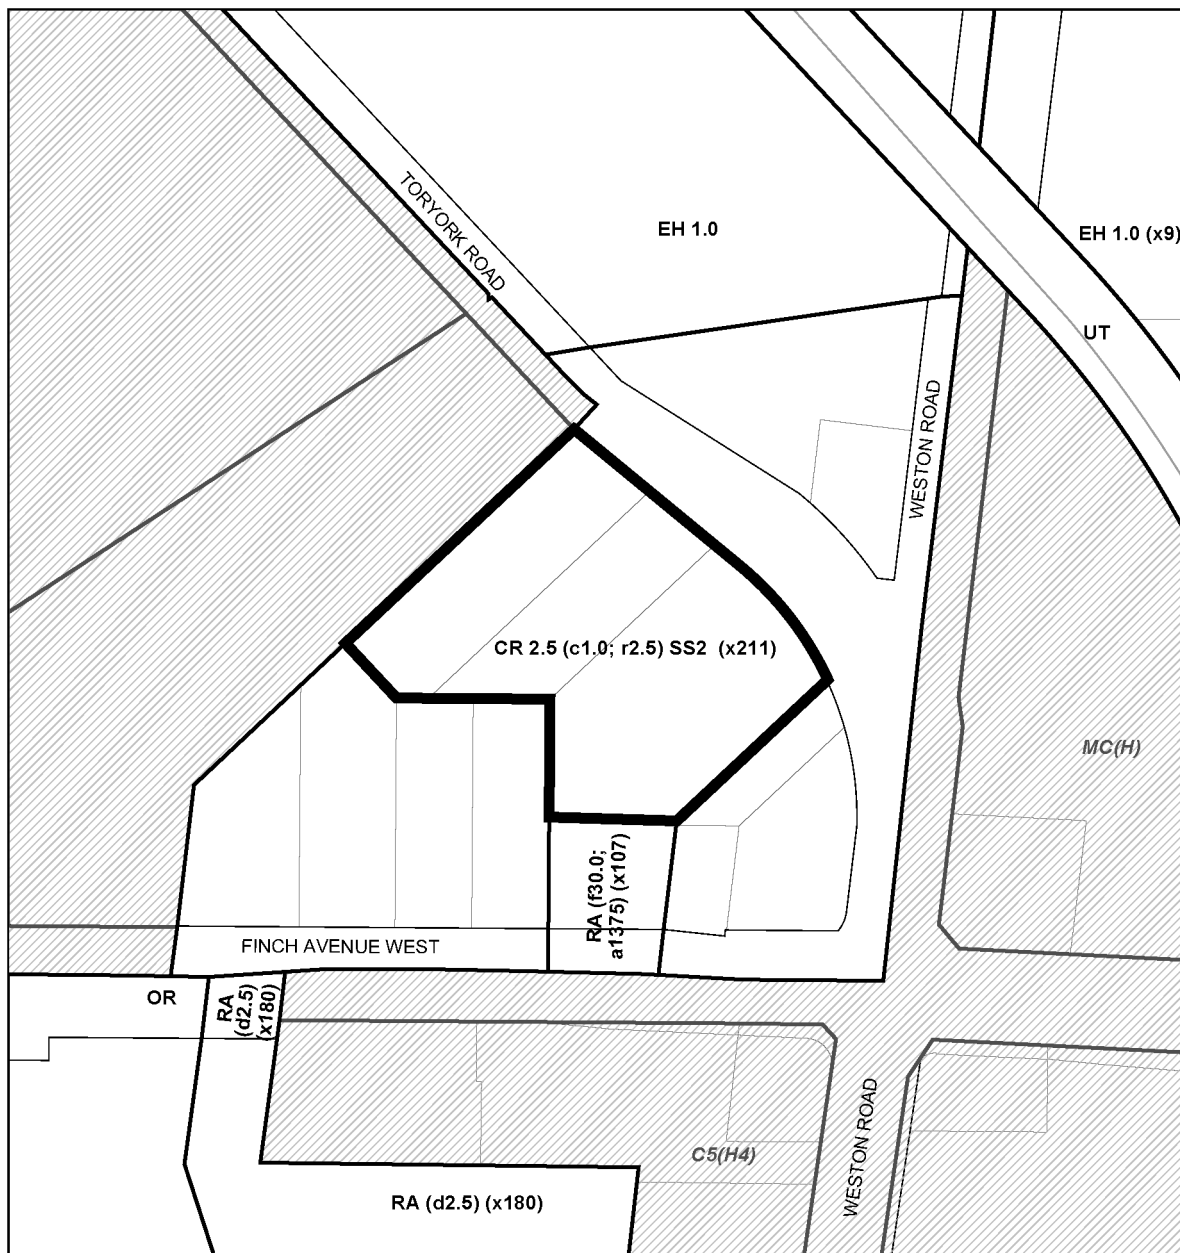 TORYORK ROAD
EH 1.0
EH 1.0 (x9)
UT
WESTON ROAD
CR 2.5 (c1.0; r2.5) SS2 (x211)
MC(H)
RA (f30.0;
a1375) (x107)
FINCH AVENUE WEST
OR
RA
(d2.5)
(x180)
C5(H4)
WESTON ROAD
RA (d2.5) (x180)